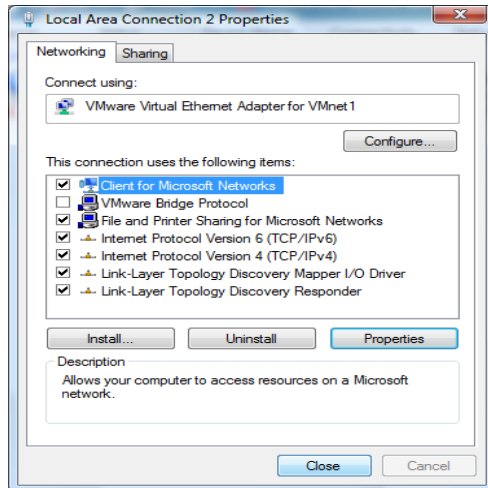 Local Area Connection 2 Properties
Networking
Sharing
Connect using:
VMware Virtual Ethernet Adapter for VMnet1
Configure...
This connection uses the following items:
Client for Microsoft Networks
VMware Bridge Protocol
File and Printer Sharing for Microsoft Networks
Internet Protocol Version 6 (TCP/IPv6)
Internet Protocol Version 4 (TCP/IPv4)
Link-Layer Topology Discovery Mapper I/O Driver
Link-Layer Topology Discovery Responder
Install...
Uninstall
Properties
Description
Allows your computer to access resources on a Microsoft
network.
Close
Cancel